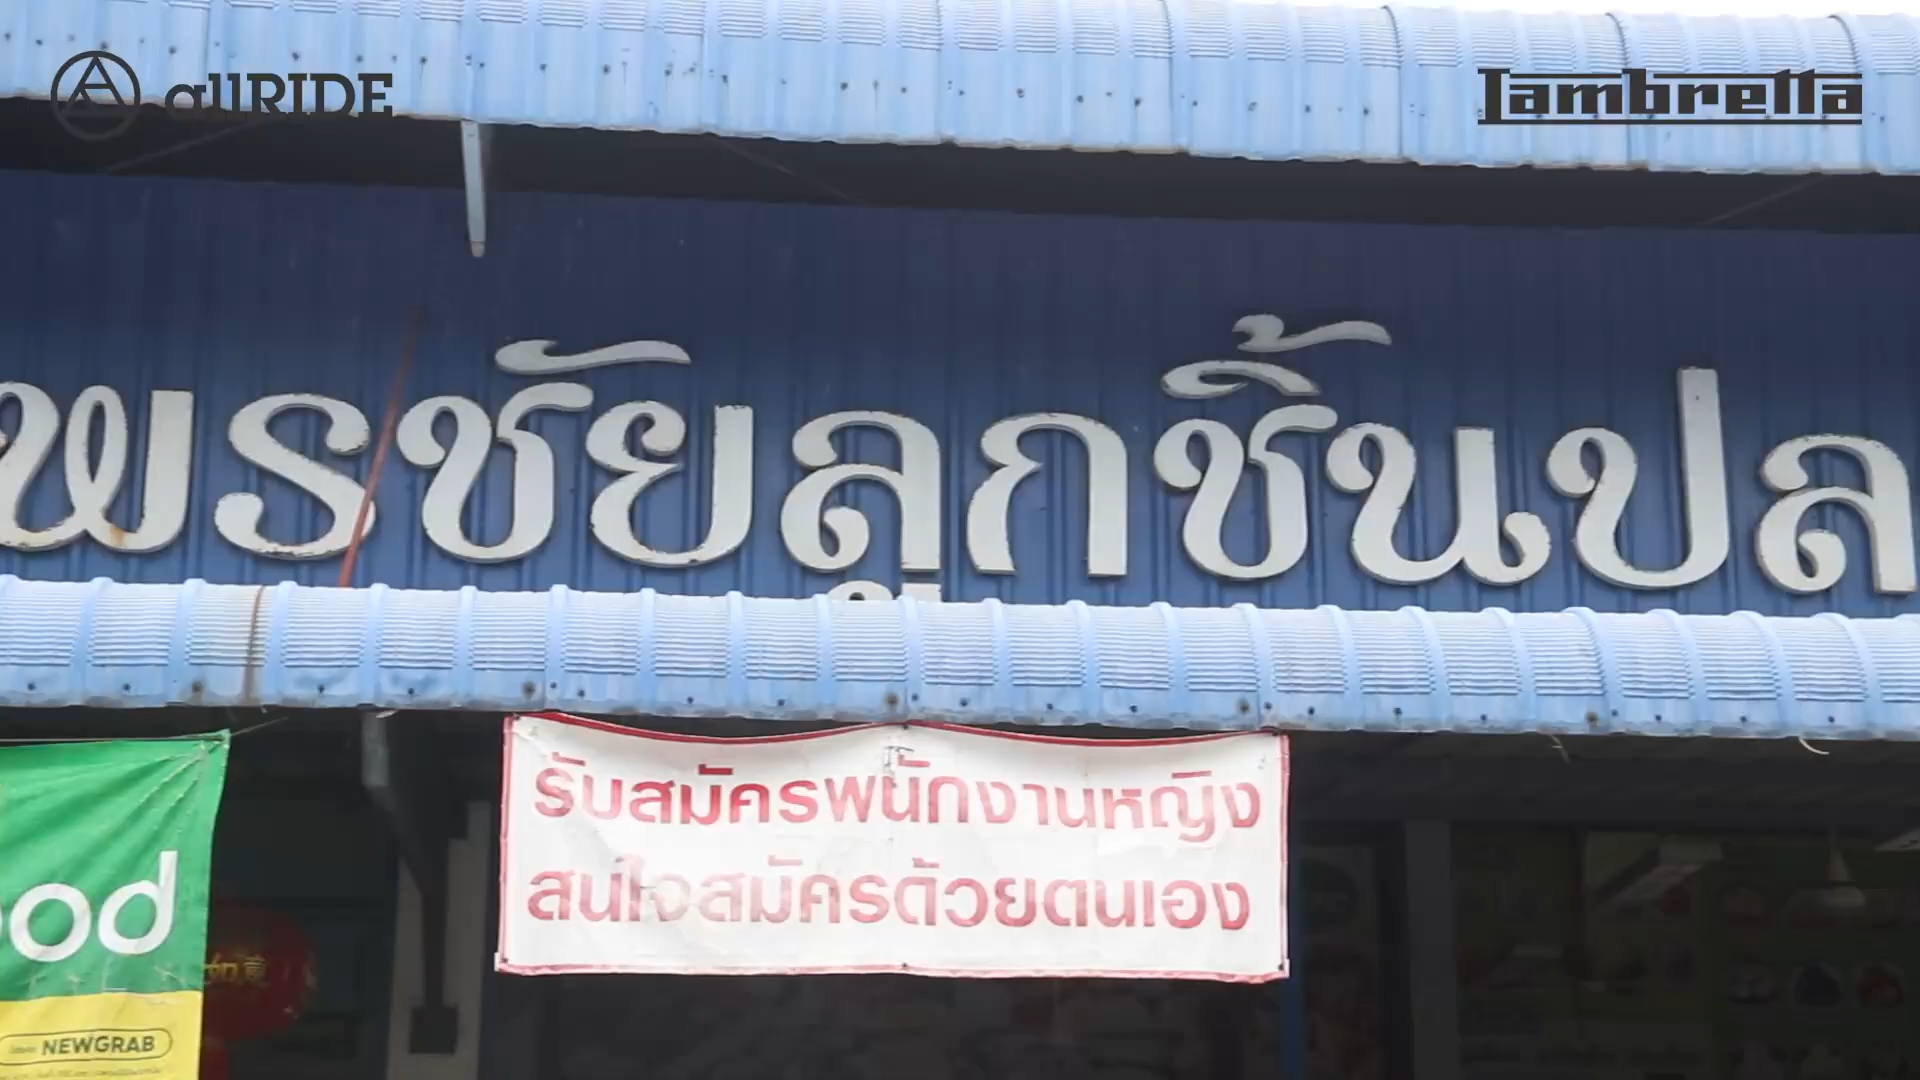 allRIDE
Lambretta
พรชัยลูกชิ้นปล
รับสมัครพนักงานหญิง
สนใจสมัครด้วยตนเอง
ood
NEWGRAB